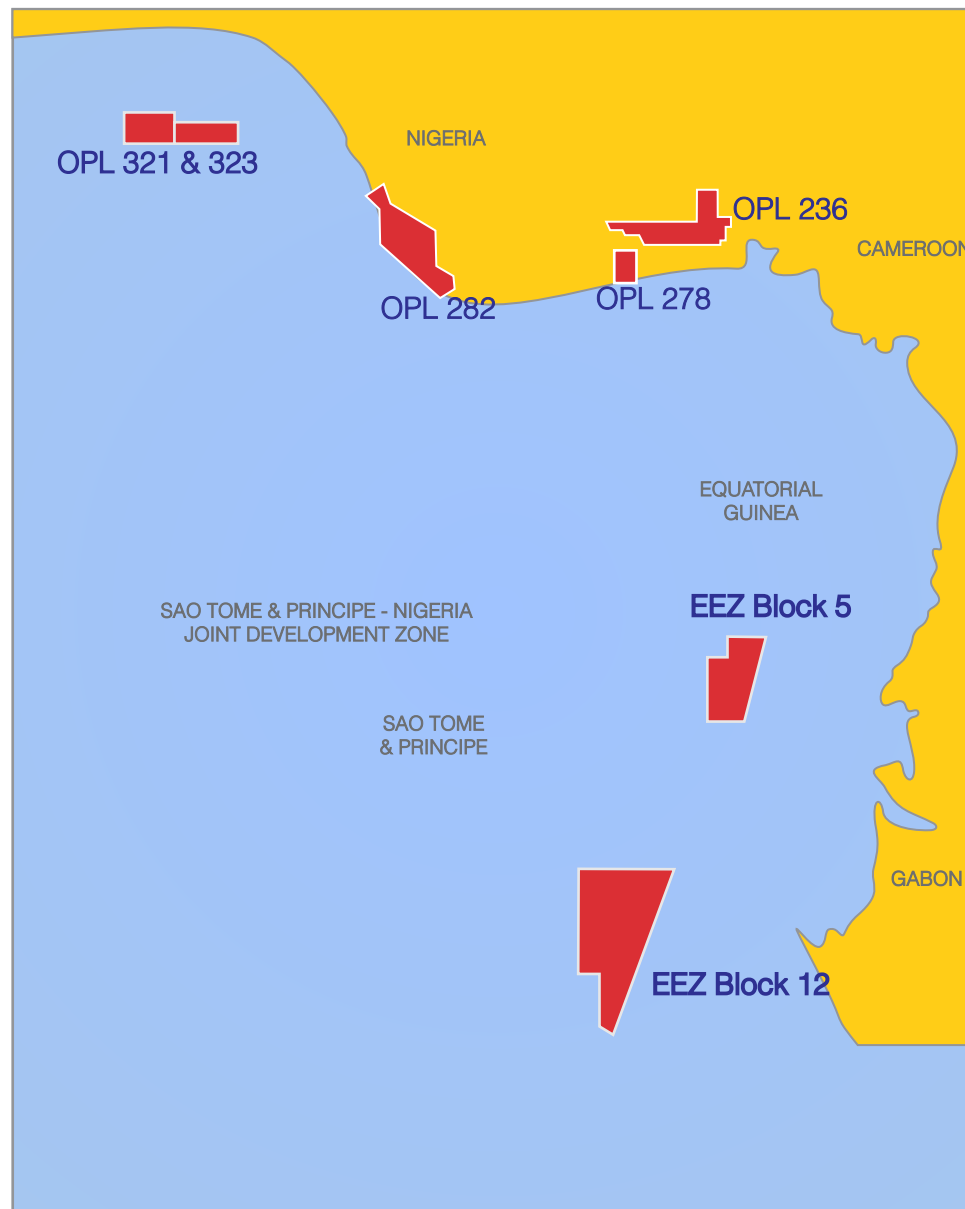 NIGERIA
OPL 321 & 323
OPL 236
CAMEROON
OPL 278
OPL 282
EQUATORIAL
GUINEA
EEZ Block 5
SAO TOME & PRINCIPE - NIGERIA
JOINT DEVELOPMENT ZONE
SAO TOME
& PRINCIPE
GABON
EEZ Block 12